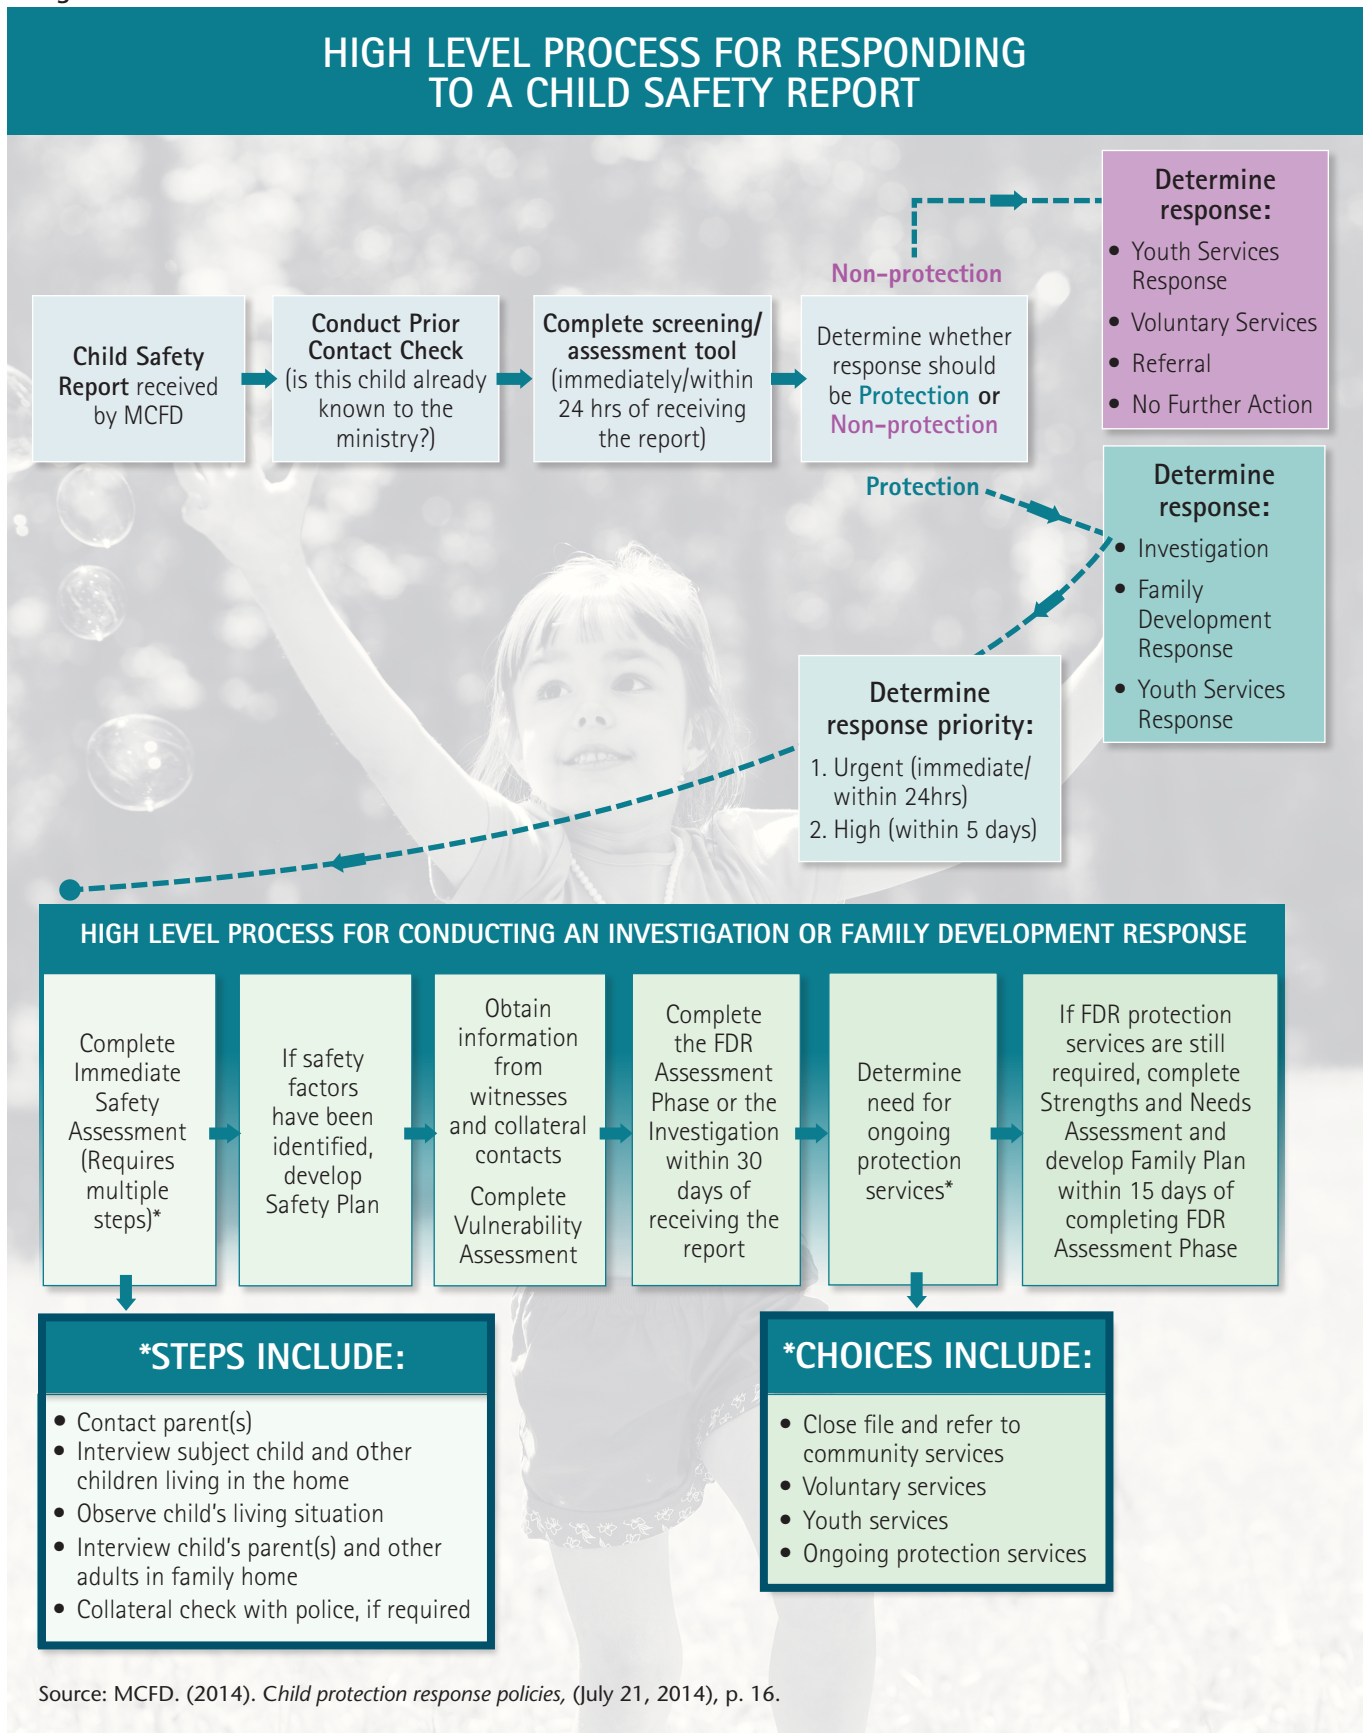 HIGH LEVEL PROCESS FOR RESPONDING
TO A CHILD SAFETY REPORT
Child Safety
Report received
by MCFD
Conduct Prior
Contact Check
(is this child already
known to the
ministry?)
Complete screening/
assessment tool
(immediately/within
24 hrs of receiving
the report)
Determine whether
response should
be Protection or
Non-protection
Non-protection
Determine
response:
• Youth Services
Response
• Voluntary Services
• Referral
• No Further Action
Protection
Determine
response:
• Investigation
• Family
Development
Response
• Youth Services
Response
Determine
response priority:
1. Urgent (immediate/
within 24hrs)
2. High (within 5 days)
HIGH LEVEL PROCESS FOR CONDUCTING AN INVESTIGATION OR FAMILY DEVELOPMENT RESPONSE
Complete
Immediate
Safety
Assessment
(Requires
multiple
steps)*
If safety
factors
have been
identified,
develop
Safety Plan
Obtain
information
from
witnesses
and collateral
contacts
Complete
Vulnerability
Assessment
Complete
the FDR
Assessment
Phase or the
Investigation
within 30
days of
receiving the
report
Determine
need for
ongoing
protection
services*
If FDR protection
services are still
required, complete
Strengths and Needs
Assessment and
develop Family Plan
within 15 days of
completing FDR
Assessment Phase
*STEPS INCLUDE:
• Contact parent(s)
• Interview subject child and other
children living in the home
• Observe child's living situation
• Interview child's parent(s) and other
adults in family home
• Collateral check with police, if required
*CHOICES INCLUDE:
• Close file and refer to
community services
• Voluntary services
• Youth services
• Ongoing protection services
Source: MCFD. (2014). Child protection response policies, (July 21, 2014), p. 16.